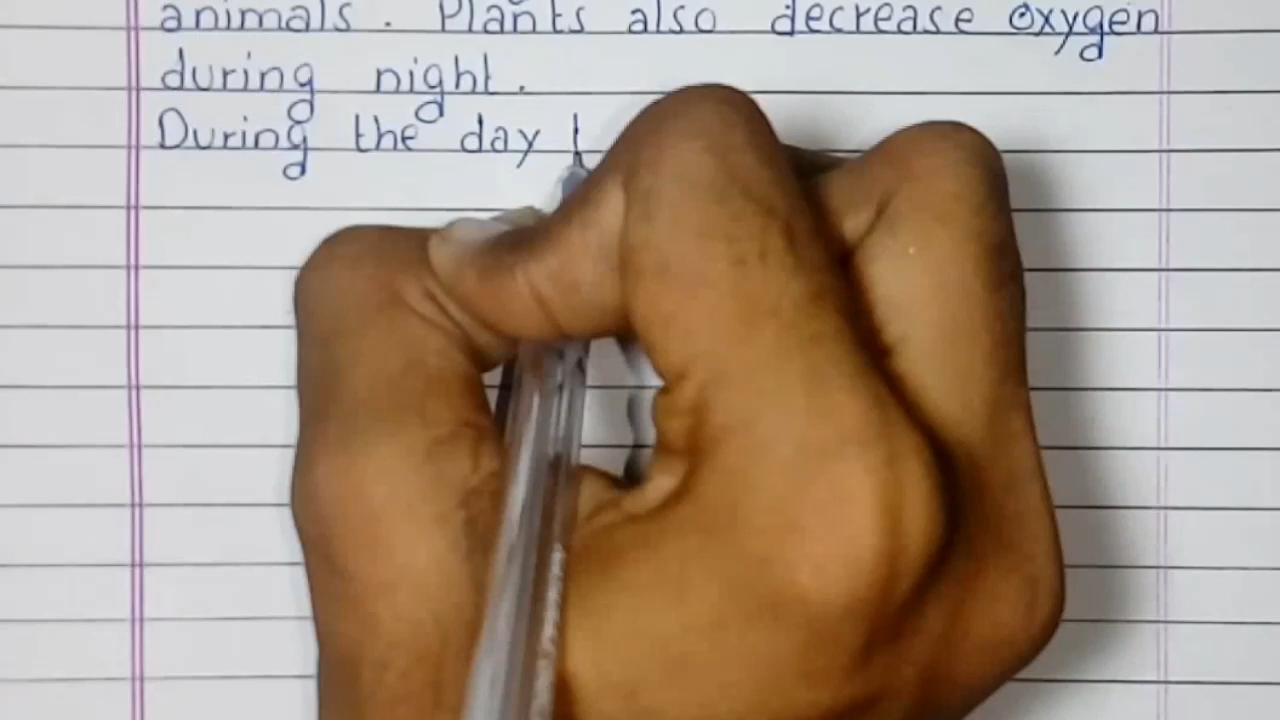 animals. Plants also decrease oxygen
during night.
During the day